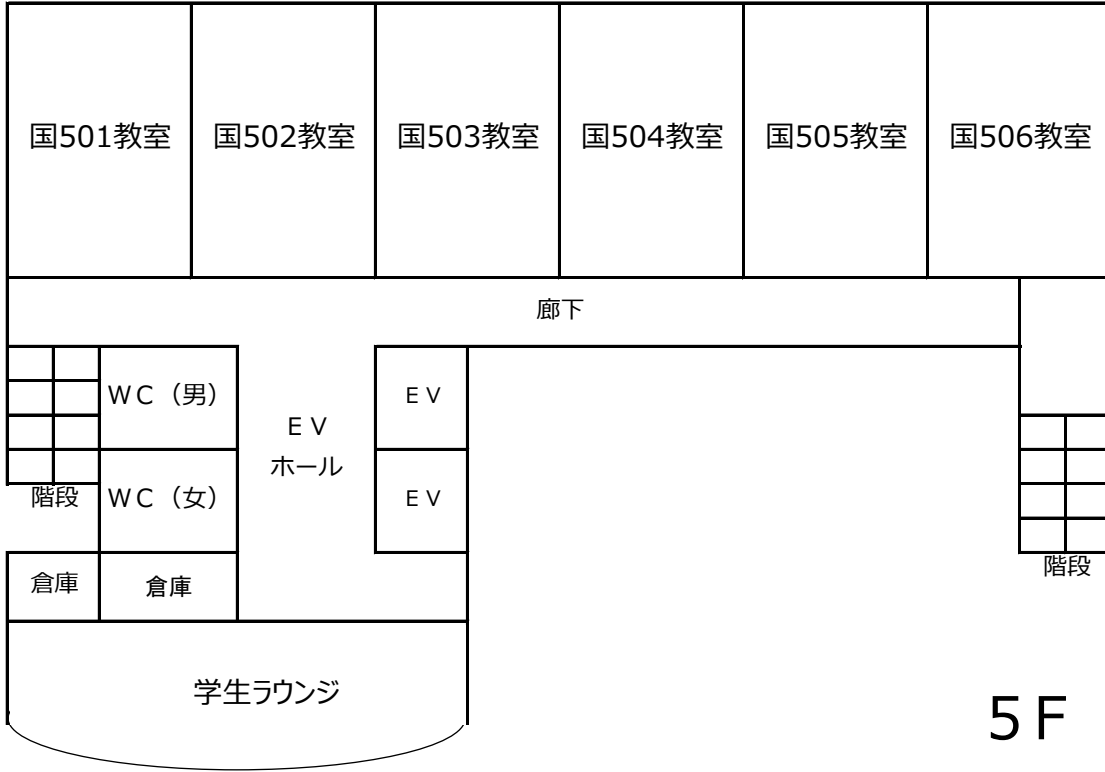 国501教室
国502教室
国503教室
国504教室
国505教室
国506教室
廊下
ＷＣ（男）
ＥＶ
ホール
ＥＶ
階段
ＷＣ（女）
ＥＶ
階段
倉庫
倉庫
学生ラウンジ
５Ｆ